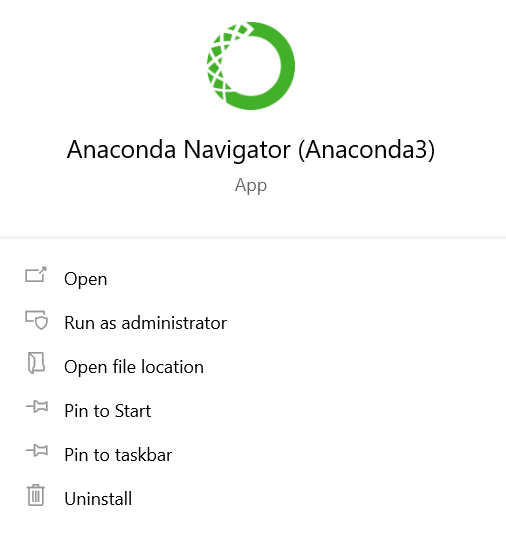 Anaconda Navigator (Anaconda3)
App
Open
Run as administrator
Open file location
Pin to Start
Pin to taskbar
Uninstall